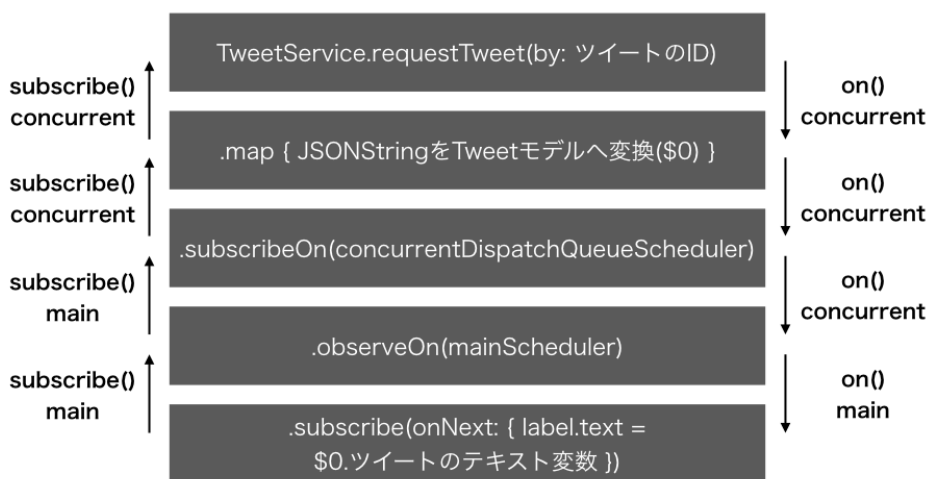 TweetService.requestTweet(by: ツイートのID)
subscribe()
concurrent
on()
concurrent
.map { JSONStringをTweetモデルへ変換($0) }
subscribe()
concurrent
on()
concurrent
.subscribeOn(concurrentDispatchQueueScheduler)
subscribe()
main
on()
concurrent
.observeOn(mainScheduler)
subscribe()
main
on()
main
.subscribe(onNext: { label.text =
$0.ツイートのテキスト変数 })